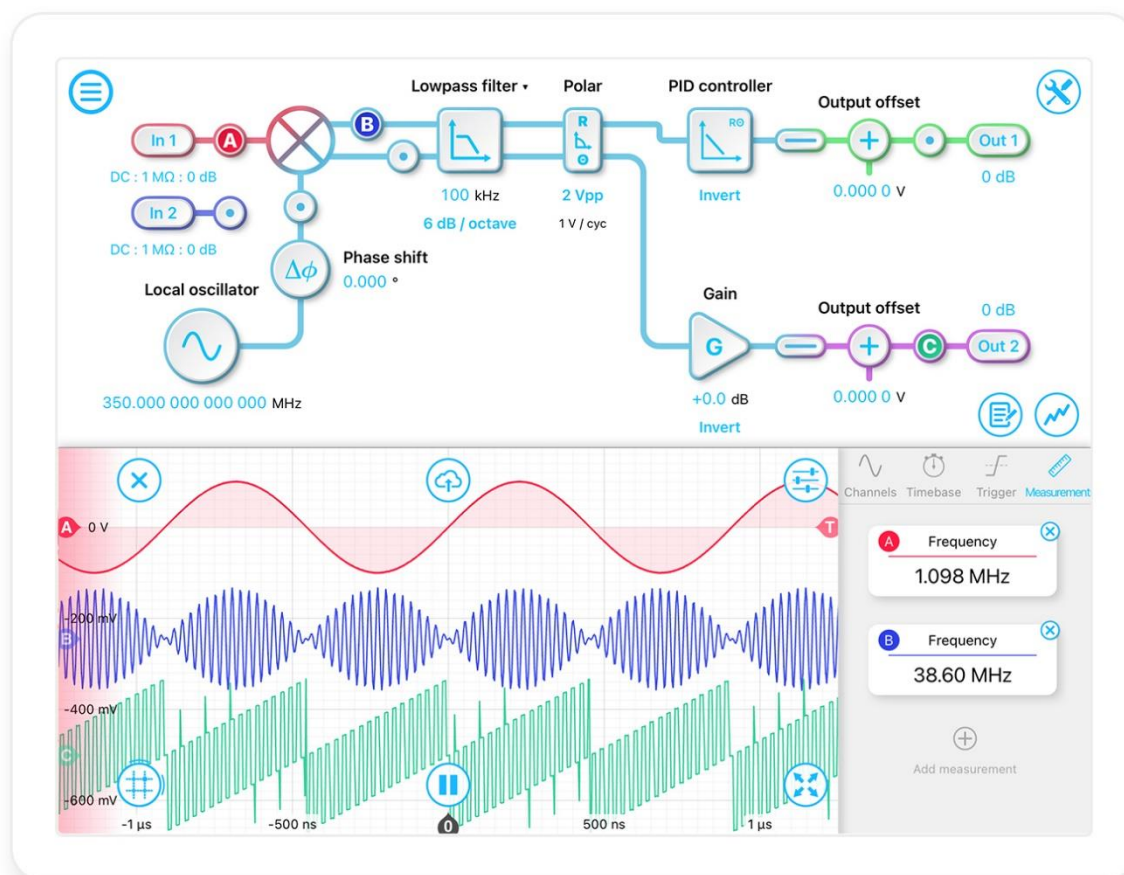 Lowpass filter ▾
Polar
PID controller
Output offset
In 1
A
B
R
Θ
RΘ
Out 1
DC : 1 MΩ : 0 dB
100 kHz
2 Vpp
Invert
0.000 0 V
0 dB
In 2
6 dB / octave
1 V / cyc
DC : 1 MΩ : 0 dB
Δϕ
Phase shift
0.000 °
Local oscillator
Gain
Output offset
0 dB
G
C
Out 2
350.000 000 000 000 MHz
+0.0 dB
0.000 0 V
Invert
Channels
Timebase
Trigger
Measurement
A
0 V
T
A
Frequency
1.098 MHz
-200 mV
B
B
Frequency
38.60 MHz
-400 mV
C
Add measurement
-600 mV
-1 µs
-500 ns
0
500 ns
1 µs